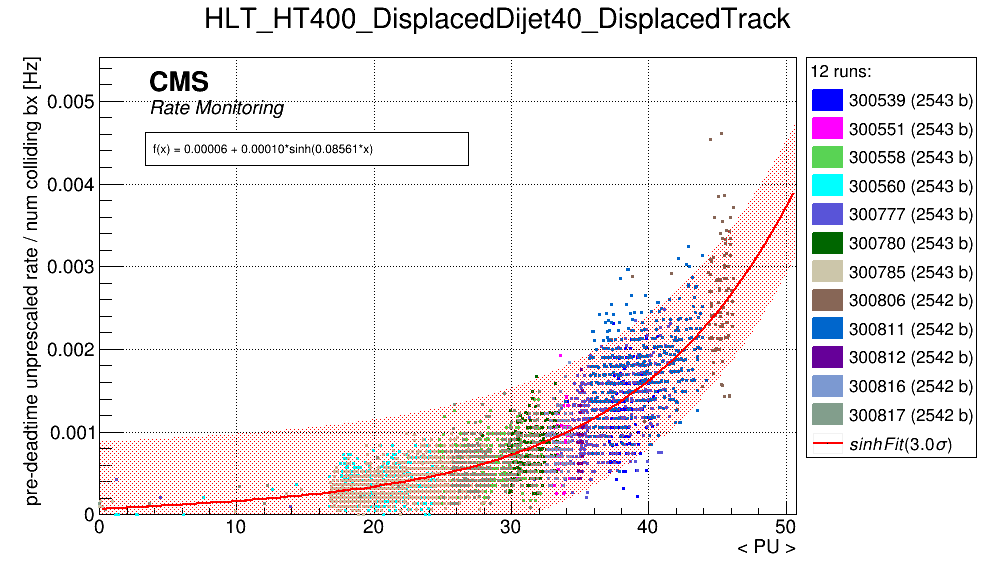 HLT_HT400_DisplacedDijet40_DisplacedTrack
pre-deadtime unprescaled rate / num colliding bx [Hz]
CMS
Rate Monitoring
f(x) = 0.00006 + 0.00010*sinh(0.08561*x)
0.005
0.004
0.003
0.002
0.001
0
0 10 20 30 40 50
< PU >
12 runs:
300539 (2543 b)
300551 (2543 b)
300558 (2543 b)
300560 (2543 b)
300777 (2543 b)
300780 (2543 b)
300785 (2543 b)
300806 (2542 b)
300811 (2542 b)
300812 (2542 b)
300816 (2542 b)
300817 (2542 b)
sinhFit(3.0σ)